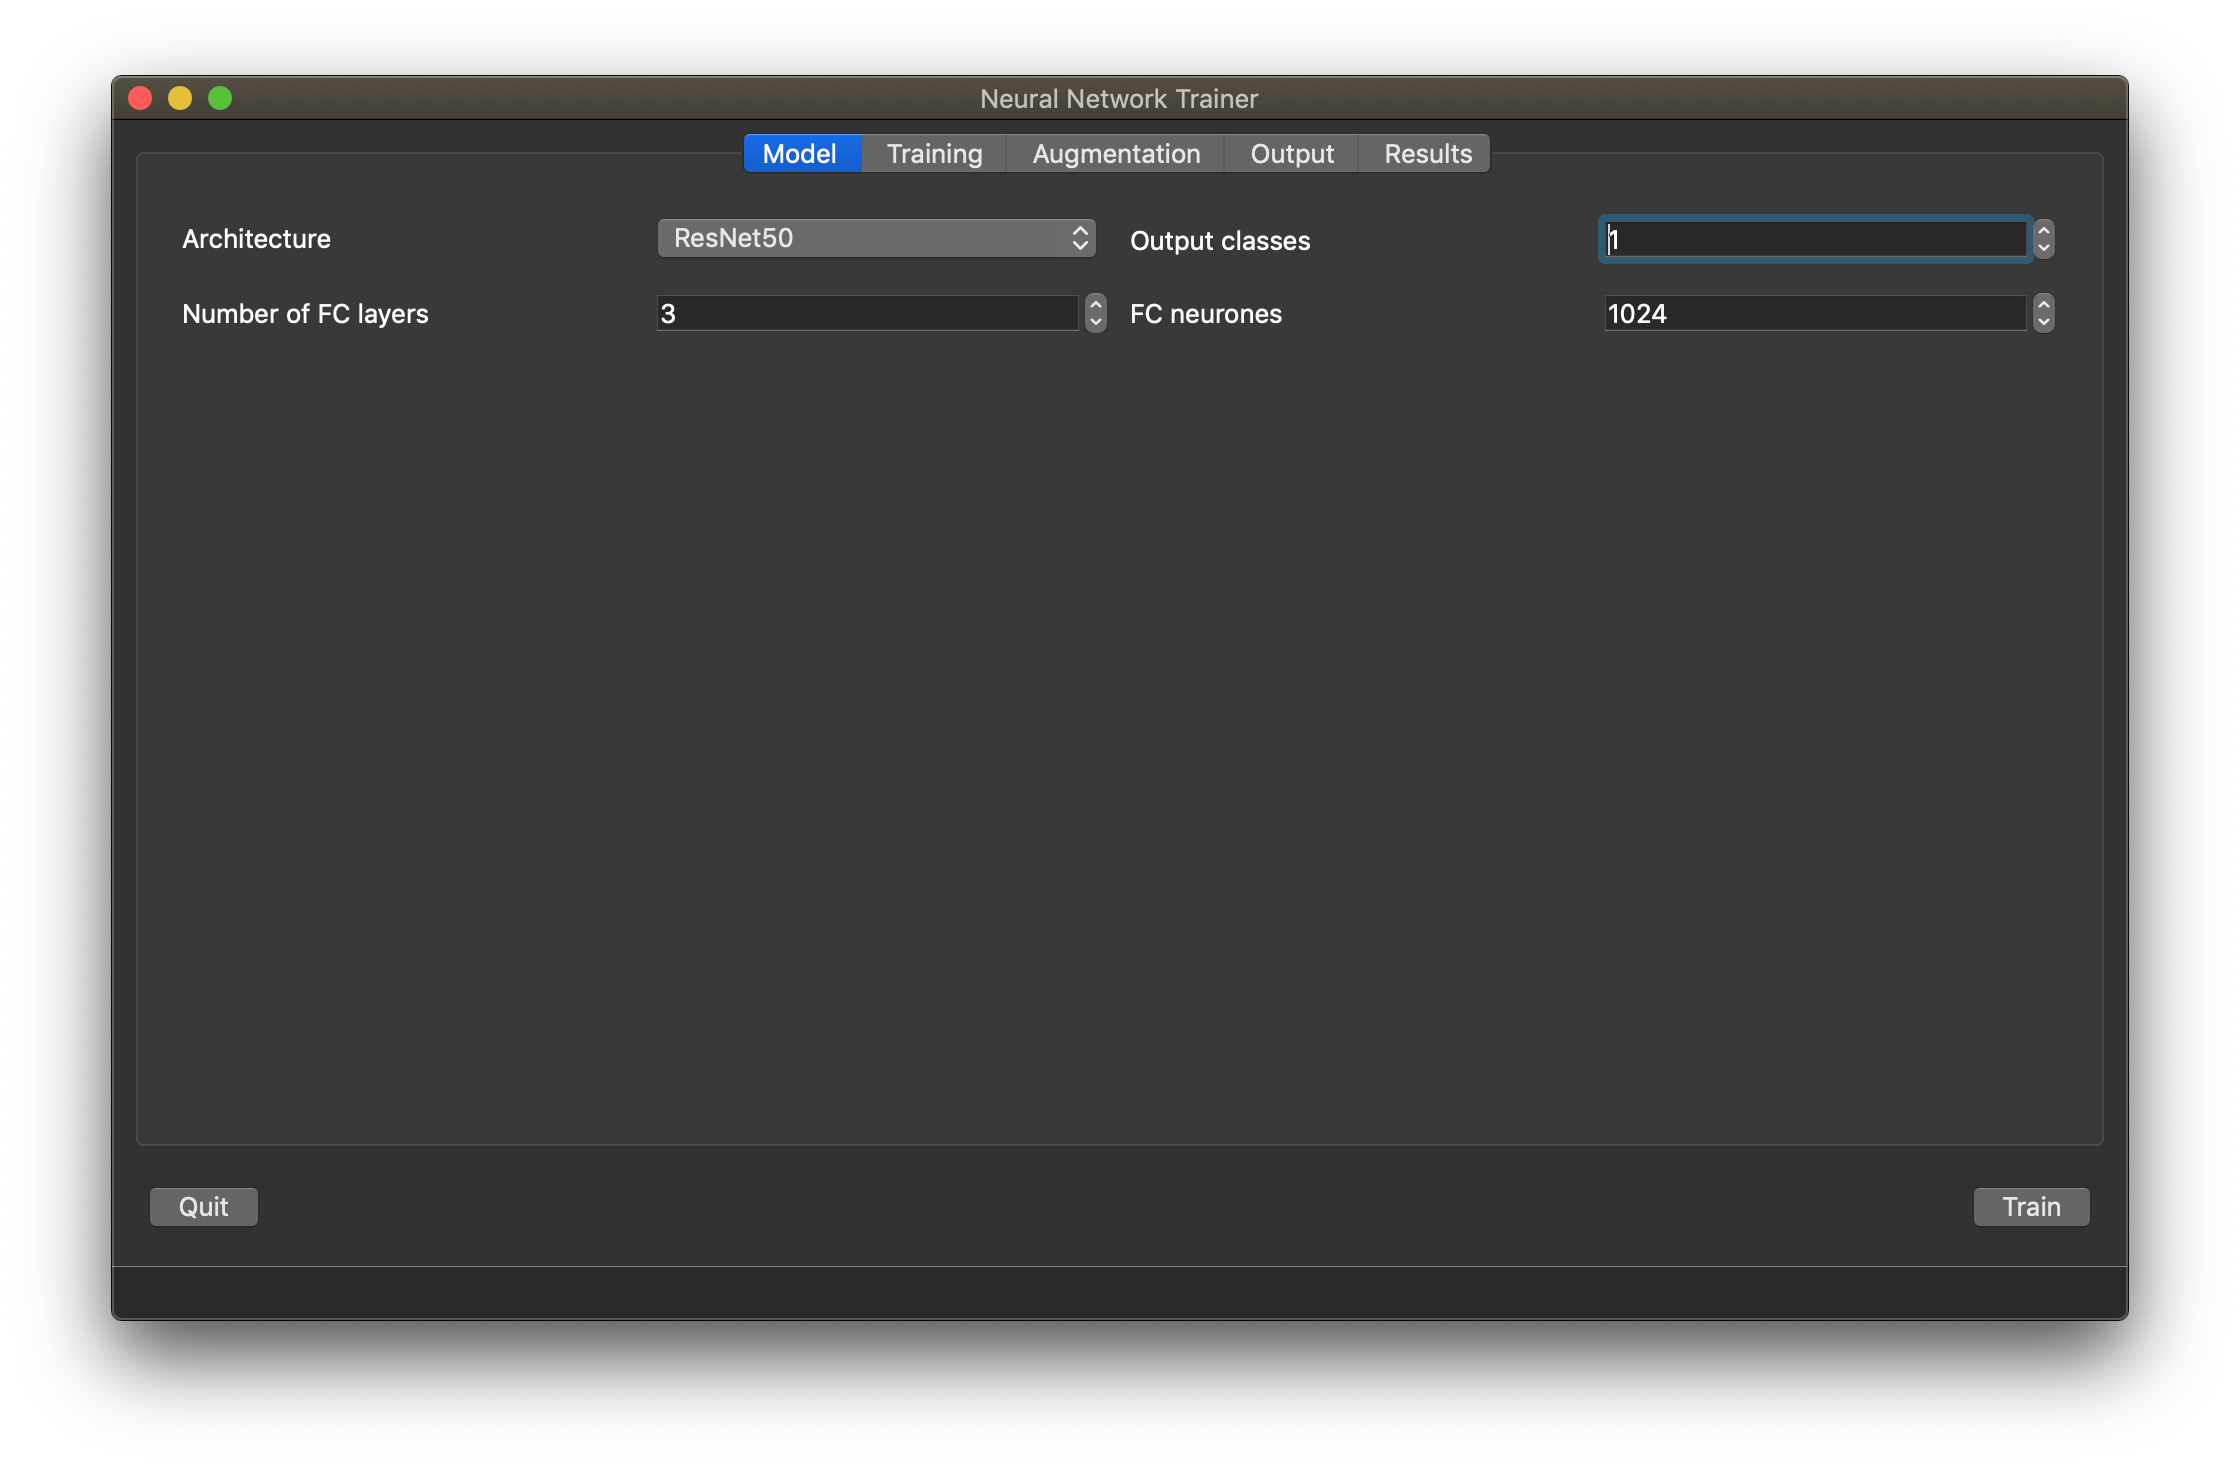 Neural Network Trainer
Model Training Augmentation Output Results
Architecture ResNet50 Output classes 1
Number of FC layers 3 FC neurones 1024
Quit Train